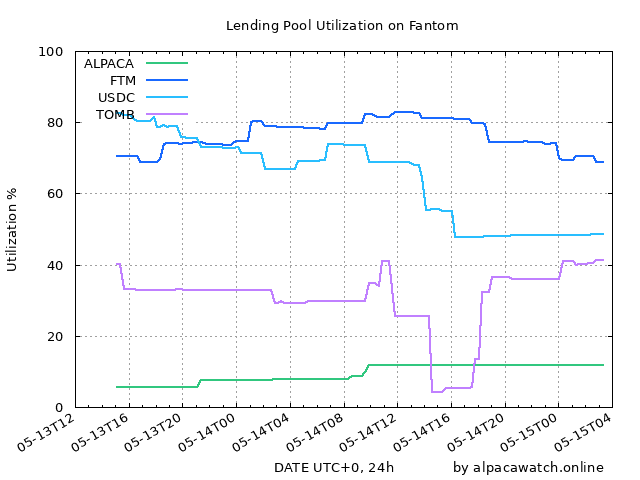 Lending Pool Utilization on Fantom
100
80
60
40
20
0
Utilization %
ALPACA
FTM
USDC
TOMB
05-13T12
05-13T16
05-13T20
05-14T00
05-14T04
05-14T08
05-14T12
05-14T16
05-14T20
05-15T00
05-15T04
DATE UTC+0, 24h
by alpacawatch.online